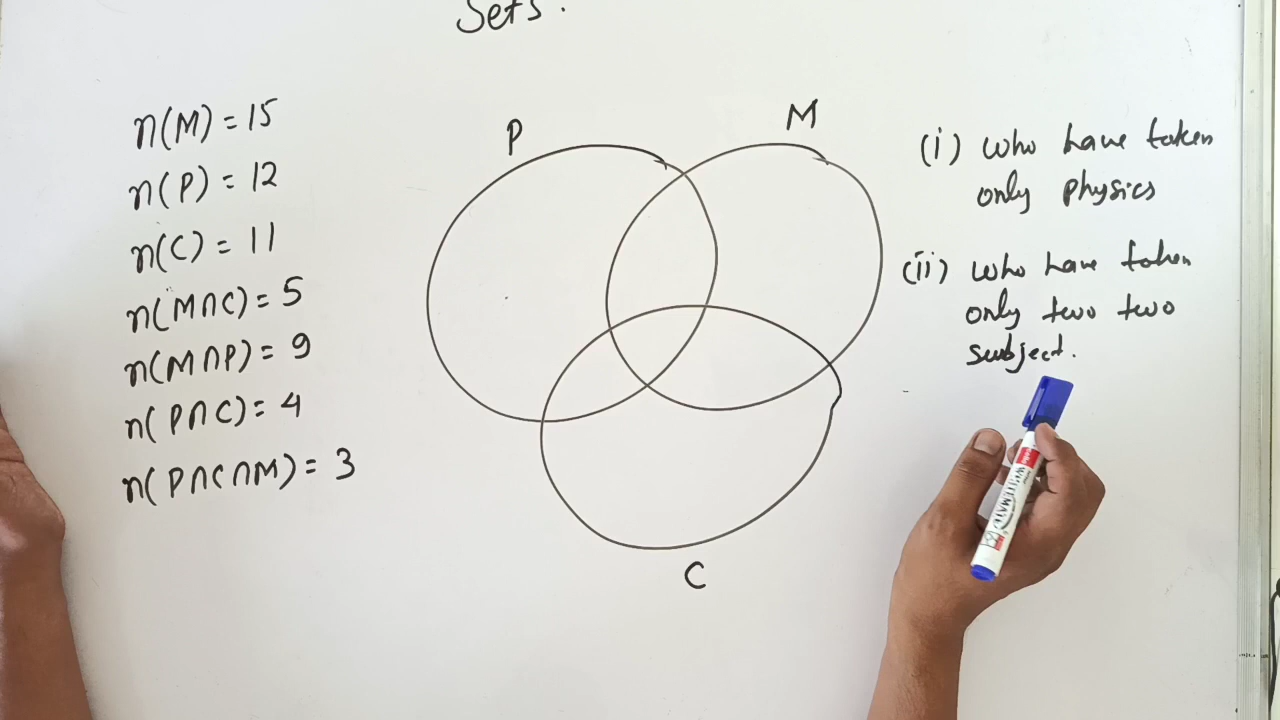 Sets.
n(M) = 15
n(P) = 12
n(C) = 11
n(M∩C) = 5
n(M∩P) = 9
n(P∩C) = 4
n(P∩C∩M) = 3
P
M
C
(i) who have taken
only physics
(ii) who have taken
only two two
subject.
WHITEMATE